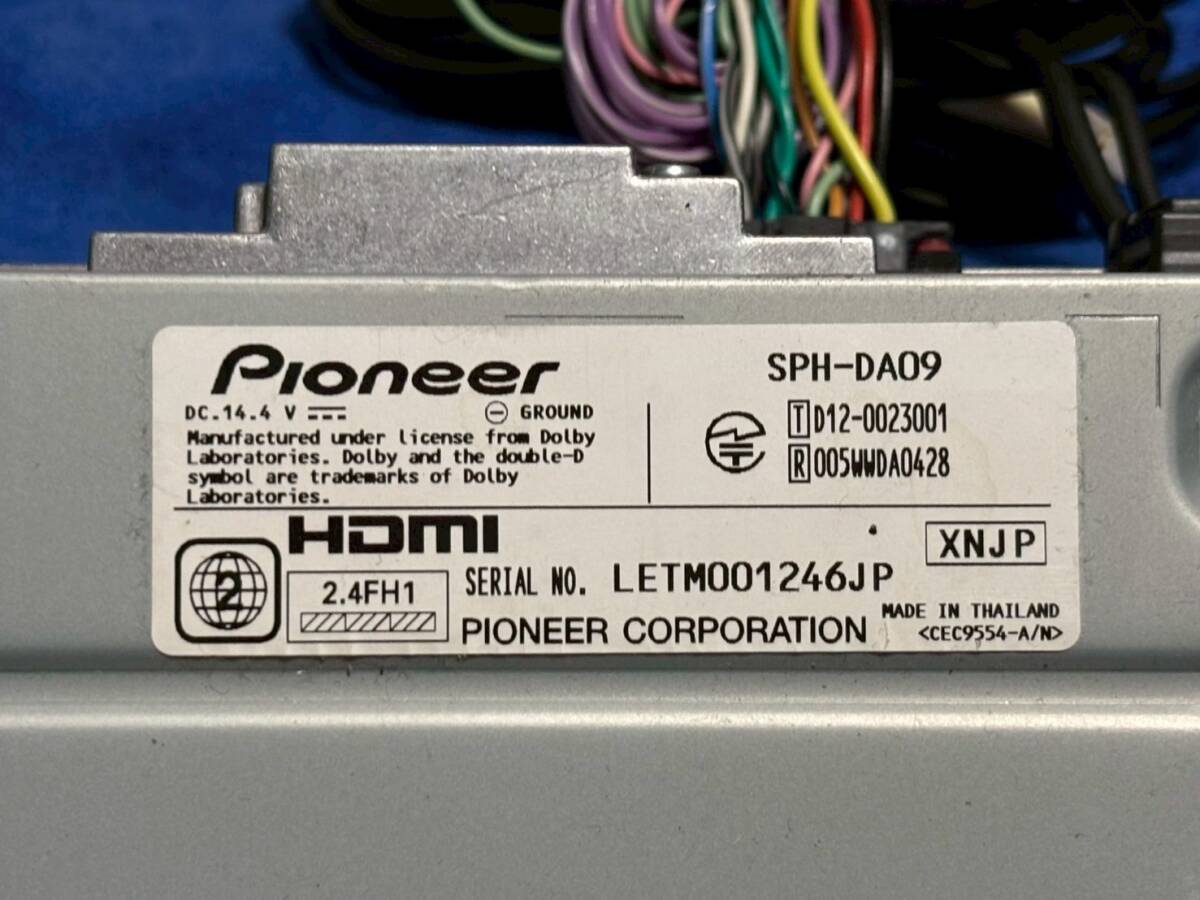 Pioneer
SPH-DA09
DC.14.4 V
GROUND
Manufactured under license from Dolby
Laboratories. Dolby and the double-D
symbol are trademarks of Dolby
Laboratories.
T D12-0023001
R 005WWDA0428
HDMI
XNJP
2
2.4FH1
SERIAL NO. LETM001246JP
PIONEER CORPORATION
MADE IN THAILAND
<CEC9554-A/N>